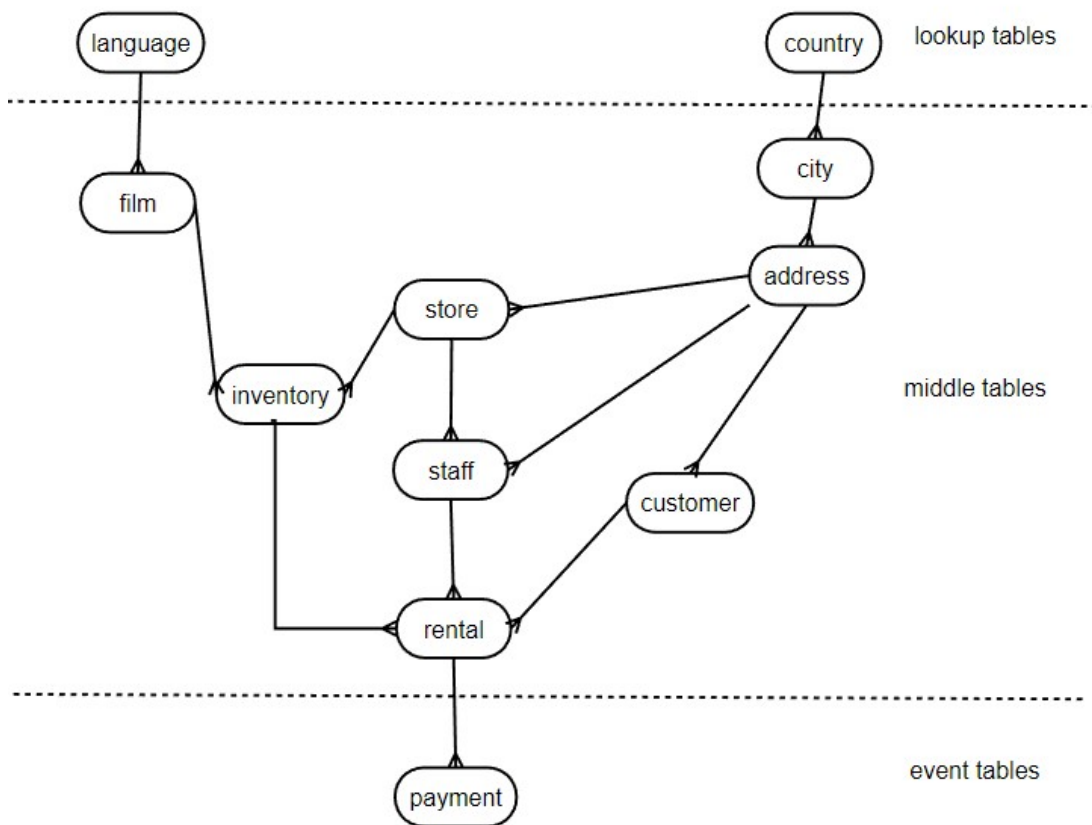 language
country
lookup tables
city
film
address
store
inventory
middle tables
staff
customer
rental
event tables
payment